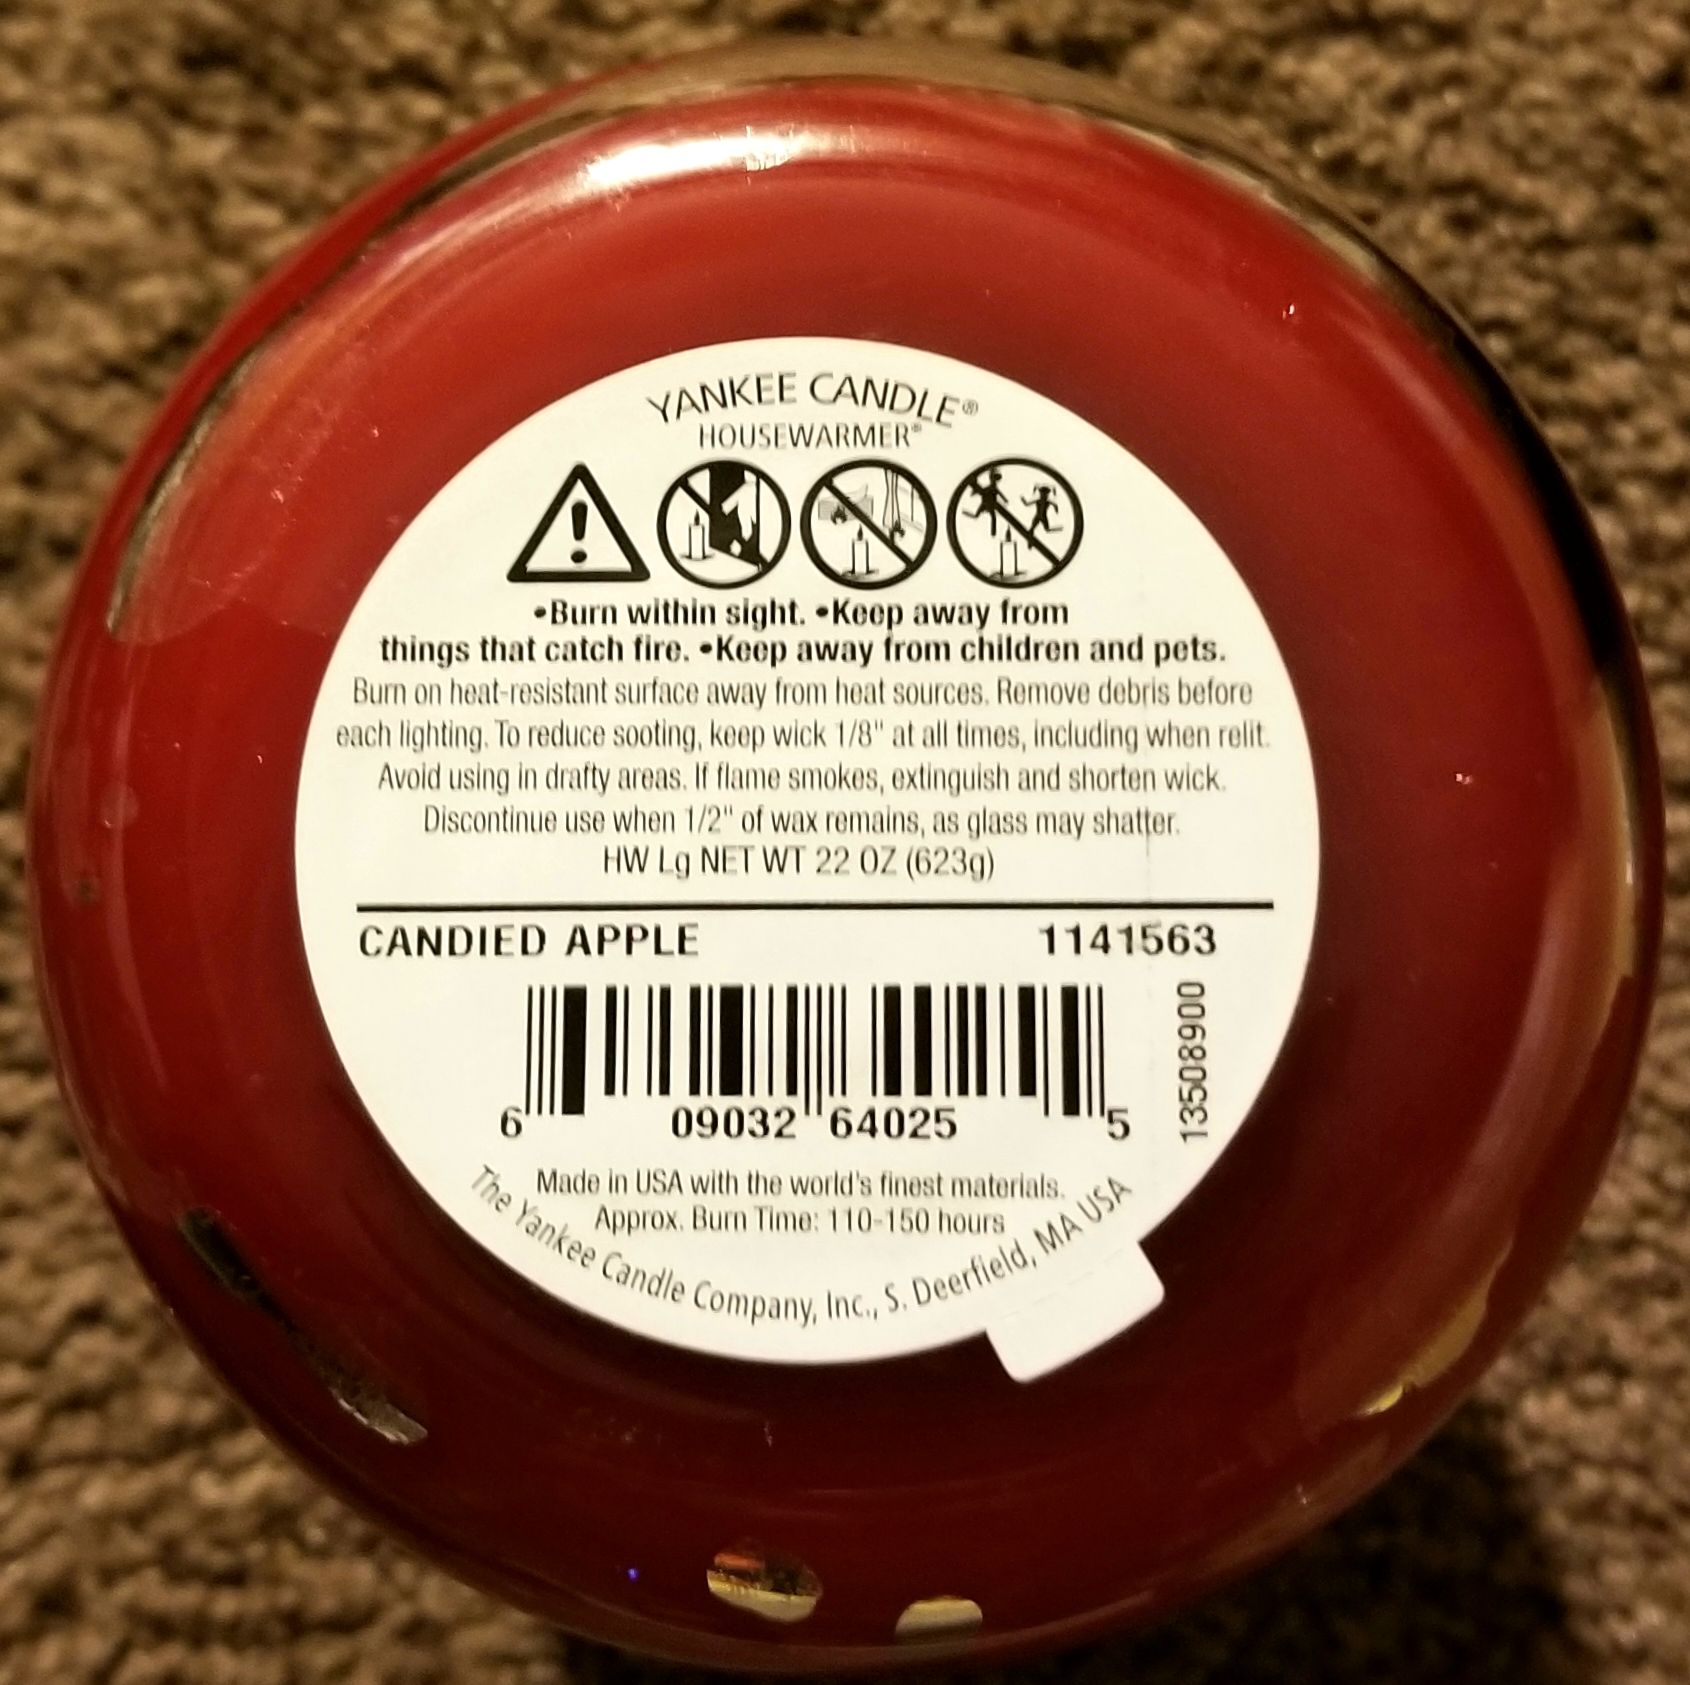 YANKEE CANDLE®
HOUSEWARMER®
•Burn within sight. •Keep away from
things that catch fire. •Keep away from children and pets.
Burn on heat-resistant surface away from heat sources. Remove debris before
each lighting. To reduce sooting, keep wick 1/8" at all times, including when relit.
Avoid using in drafty areas. If flame smokes, extinguish and shorten wick.
Discontinue use when 1/2" of wax remains, as glass may shatter.
HW Lg NET WT 22 OZ (623g)
CANDIED APPLE 1141563
6 09032 64025 5
13508900
Made in USA with the world's finest materials.
Approx. Burn Time: 110-150 hours
The Yankee Candle Company, Inc., S. Deerfield, MA USA